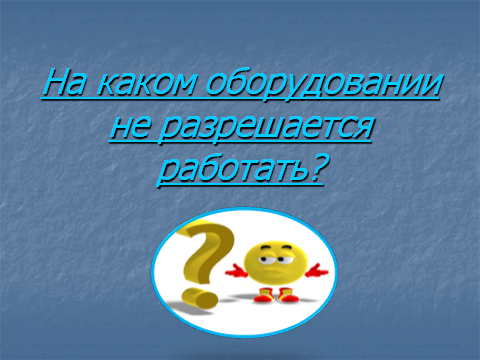 На каком оборудовании
не разрешается
работать?